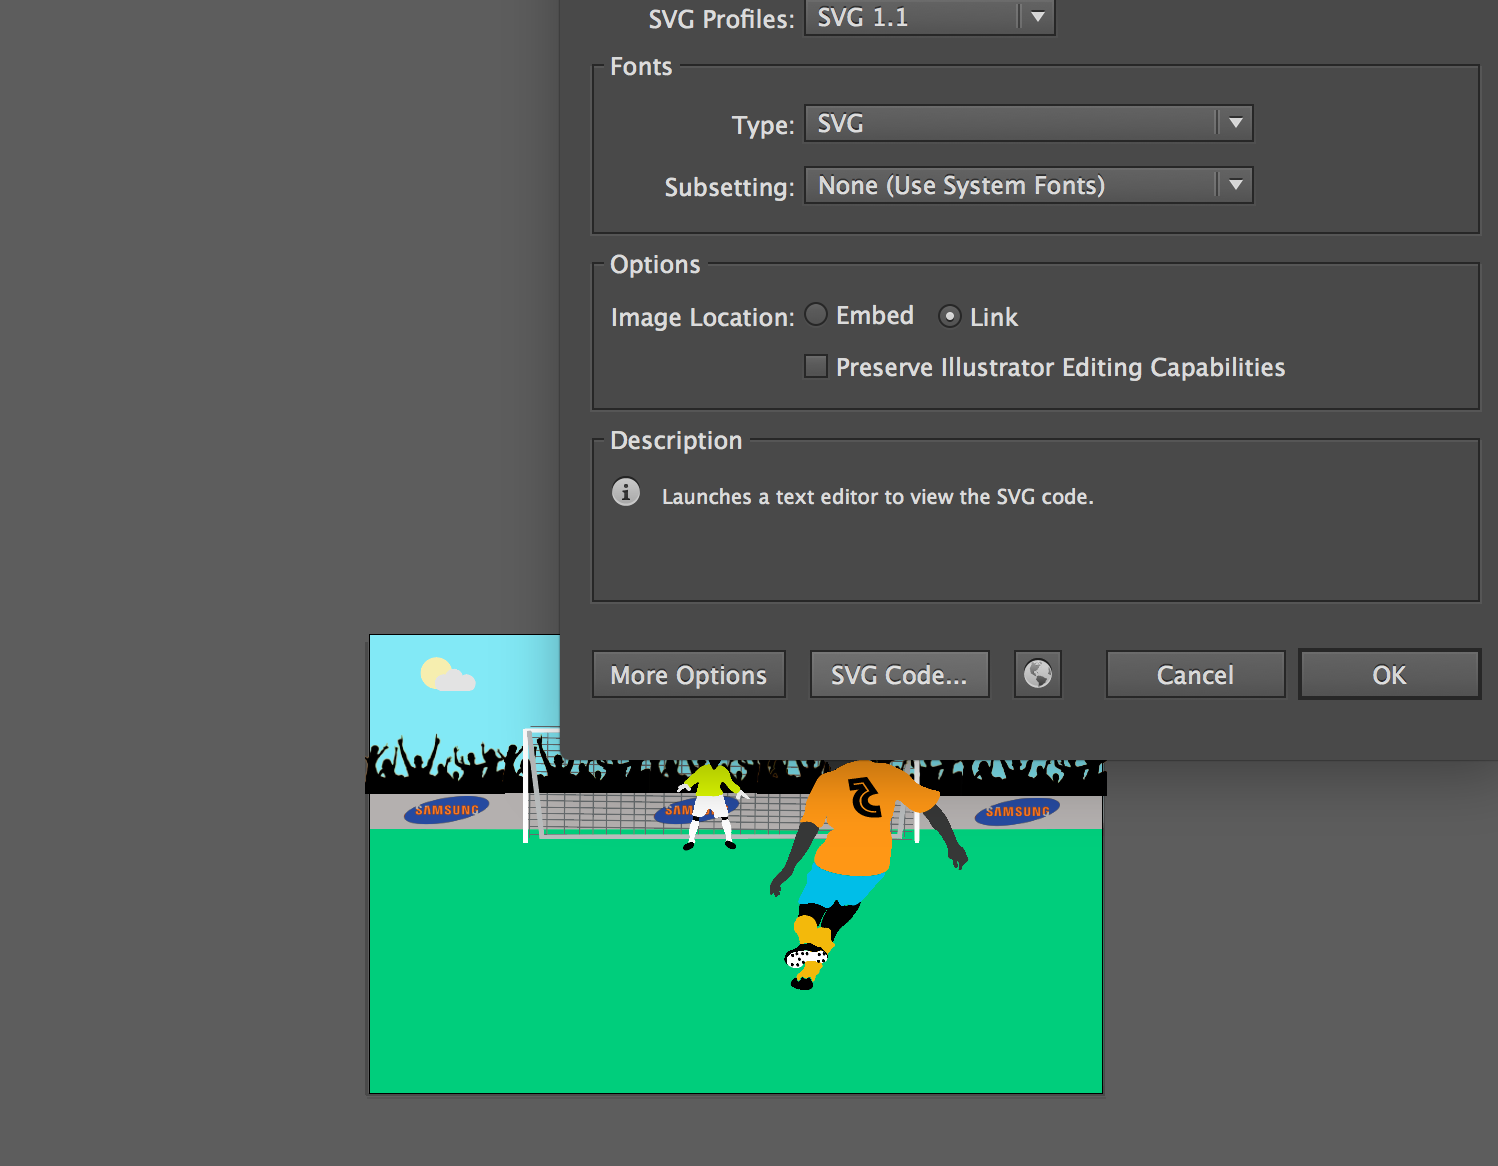 SVG Profiles: SVG 1.1
Fonts
Type: SVG
Subsetting: None (Use System Fonts)
Options
Image Location: Embed Link
Preserve Illustrator Editing Capabilities
Description
Launches a text editor to view the SVG code.
More Options SVG Code... Cancel OK
5
SAMSUNG SAM SAMSUNG